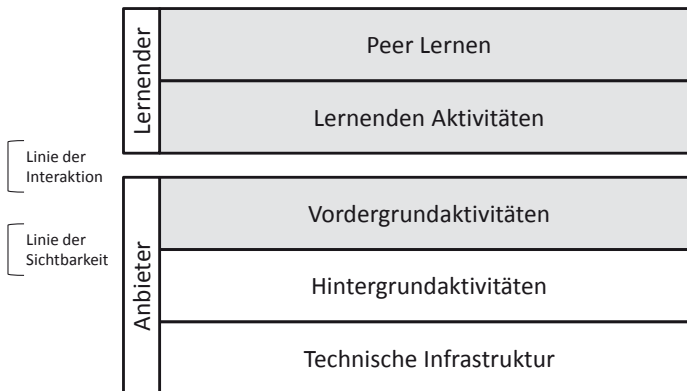 Lernender
Peer Lernen
Lernenden Aktivitäten
Linie der
Interaktion
Anbieter
Vordergrundaktivitäten
Linie der
Sichtbarkeit
Hintergrundaktivitäten
Technische Infrastruktur